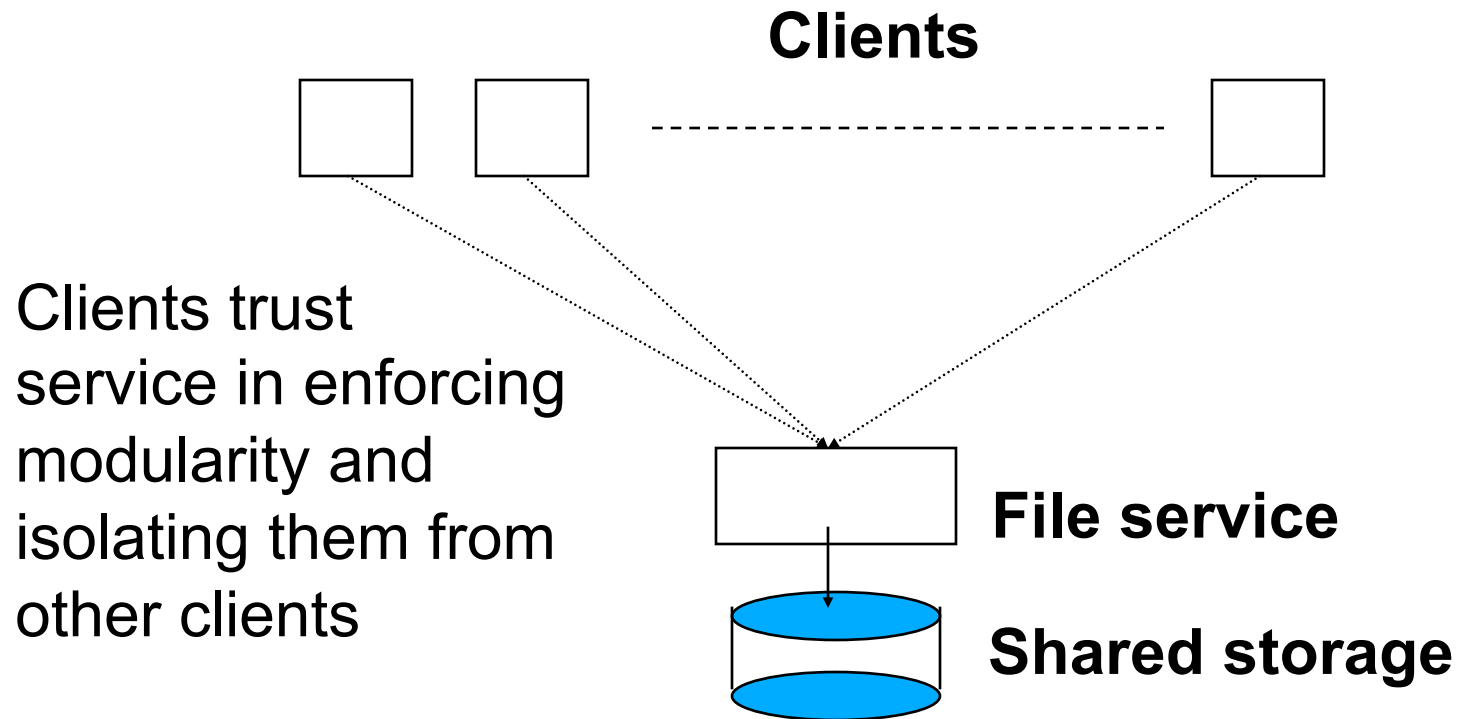 Clients
Clients trust
service in enforcing
modularity and
isolating them from
other clients
File service
Shared storage